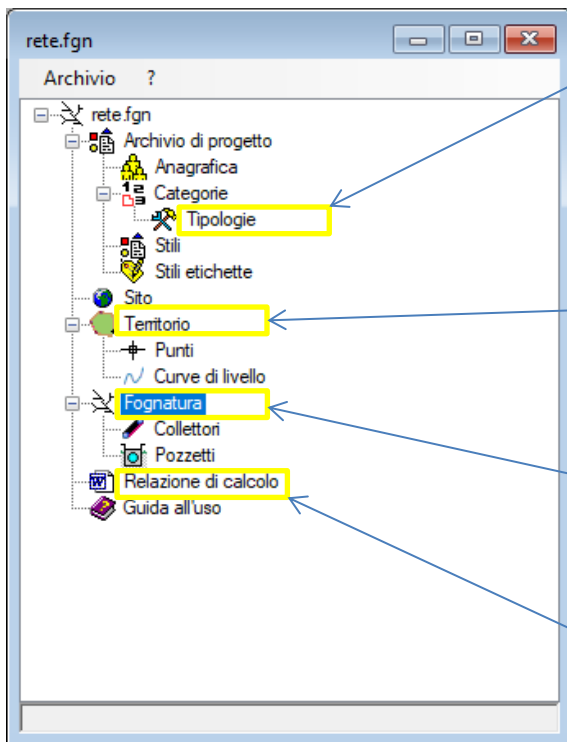 rete.fgn
Archivio ?
rete.fgn
Archivio di progetto
Anagrafica
Categorie
Tipologie
Stili
Stili etichette
Sito
Territorio
Punti
Curve di livello
Fognatura
Collettori
Pozzetti
Relazione di calcolo
Guida all'uso